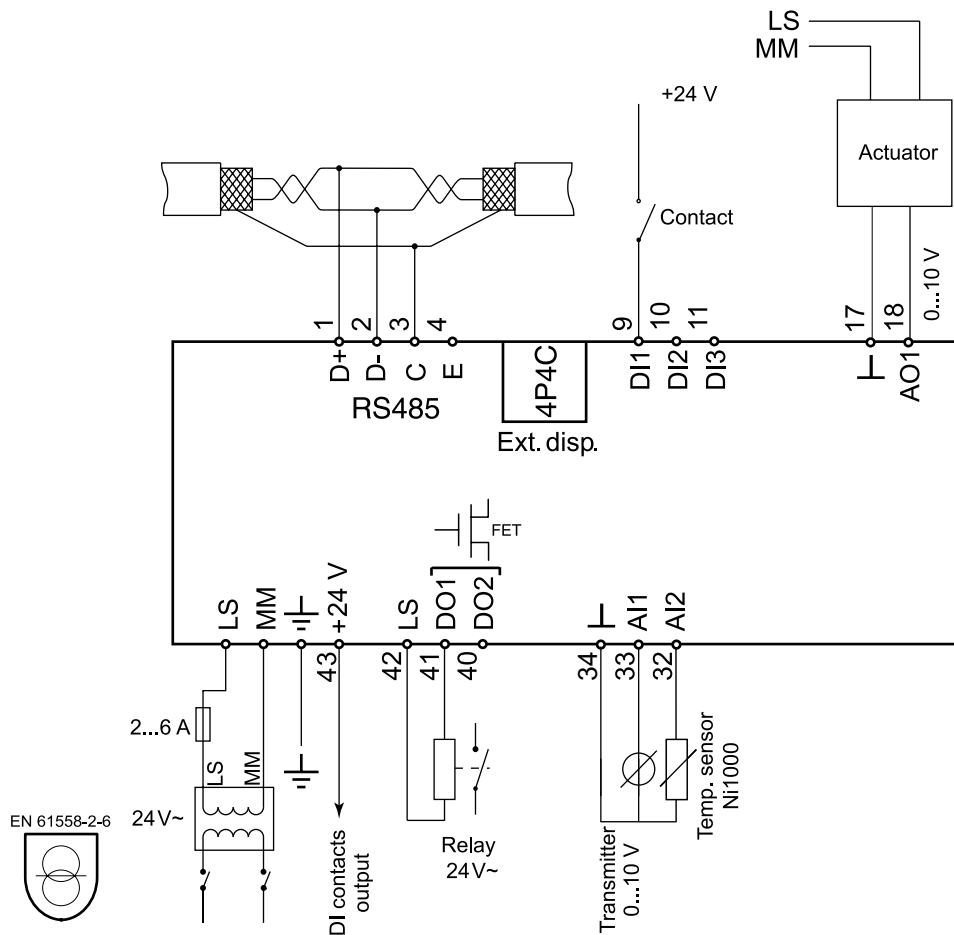 LS
MM
+24 V
Actuator
Contact
0...10 V
1
2
3
4
9
10
11
17
18
D+
D-
C
E
4P4C
DI1
DI2
DI3
⊥
AO1
RS485
Ext. disp.
FET
LS
MM
+24 V
LS
DO1
DO2
⊥
AI1
AI2
43
42
41
40
34
33
32
2...6 A
LS
MM
24V~
EN 61558-2-6
DI contacts
output
Relay
24V~
Transmitter
0...10 V
Temp. sensor
Ni1000